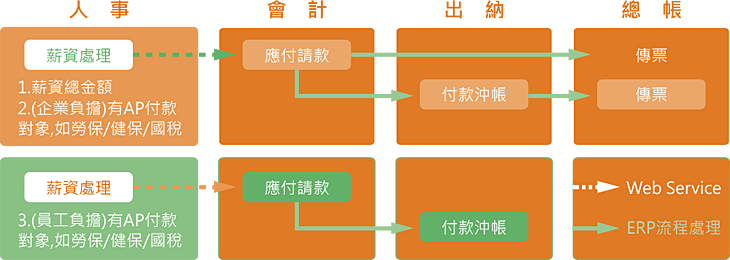 人 事
會 計
出 納
總 帳
薪資處理
應付請款
傳票
1.薪資總金額
2.(企業負擔)有AP付款
對象,如勞保/健保/國稅
付款沖帳
傳票
薪資處理
應付請款
Web Service
3.(員工負擔)有AP付款
對象,如勞保/健保/國稅
付款沖帳
ERP流程處理